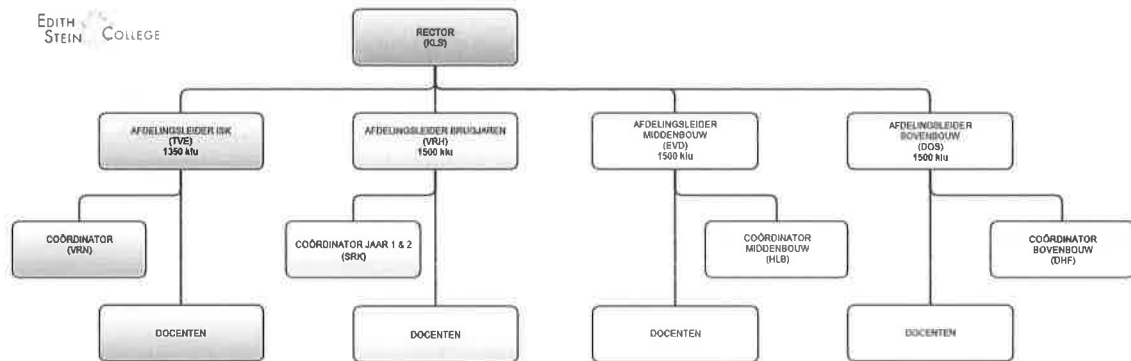 EDITH
STEIN COLLEGE
RECTOR
(KLS)
AFDELINGSLEIDER ISK
(TVE)
1350 klu
AFDELINGSLEIDER BRUGJAREN
(VRH)
1500 klu
AFDELINGSLEIDER
MIDDENBOUW
(EVD)
1500 klu
AFDELINGSLEIDER
BOVENBOUW
(DOS)
1500 klu
COÖRDINATOR
(VRN)
COÖRDINATOR JAAR 1 & 2
(SRK)
COÖRDINATOR
MIDDENBOUW
(HLB)
COÖRDINATOR
BOVENBOUW
(DHF)
DOCENTEN
DOCENTEN
DOCENTEN
DOCENTEN